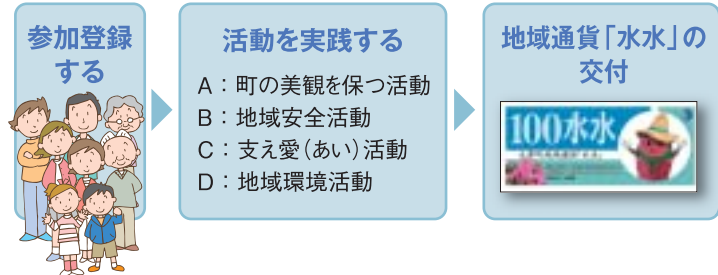 参加登録
する
活動を実践する
A：町の美観を保つ活動
B：地域安全活動
C：支え愛（あい）活動
D：地域環境活動
地域通貨「水水」の
交付
100水水